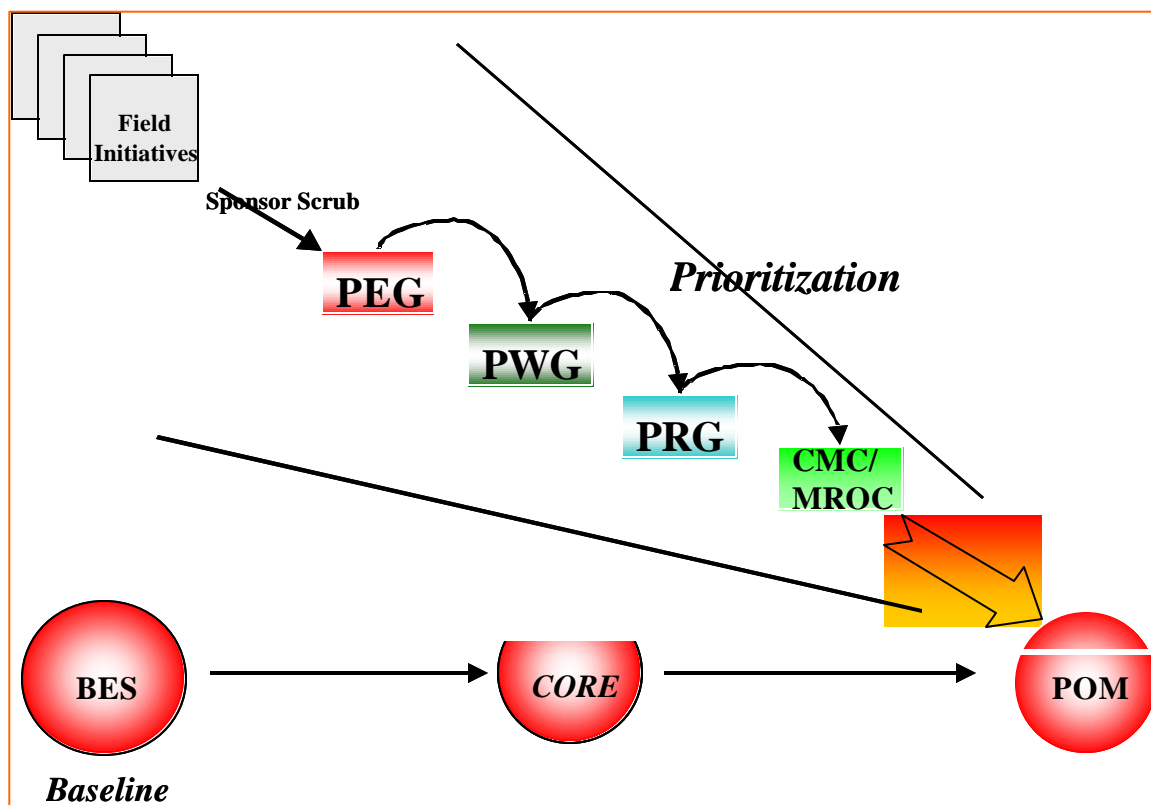 Field
Initiatives
Sponsor Scrub
PEG
Prioritization
PWG
PRG
CMC/
MROC
BES
CORE
POM
Baseline